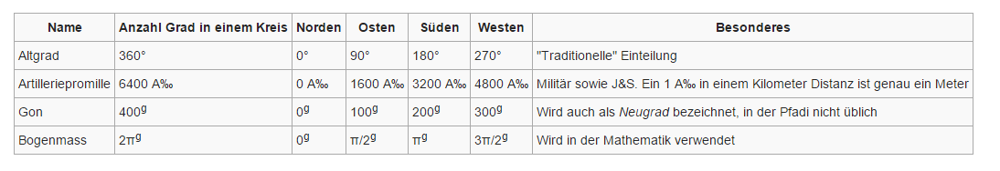 Name Anzahl Grad in einem Kreis Norden Osten Süden Westen Besonderes
Altgrad 360° 0° 90° 180° 270° "Traditionelle" Einteilung
Artilleriepromille 6400 A‰ 0 A‰ 1600 A‰ 3200 A‰ 4800 A‰ Militär sowie J&S. Ein 1 A‰ in einem Kilometer Distanz ist genau ein Meter
Gon 400ᵍ 0ᵍ 100ᵍ 200ᵍ 300ᵍ Wird auch als Neugrad bezeichnet, in der Pfadi nicht üblich
Bogenmass 2πᵍ 0ᵍ π/2ᵍ πᵍ 3π/2ᵍ Wird in der Mathematik verwendet